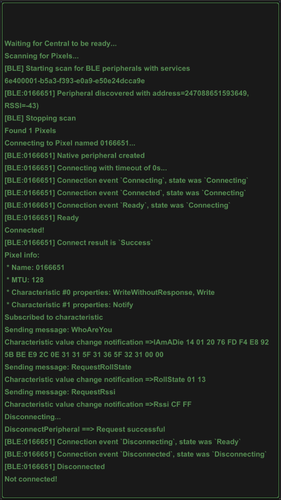 Waiting for Central to be ready...
Scanning for Pixels...
[BLE] Starting scan for BLE peripherals with services
6e400001-b5a3-f393-e0a9-e50e24dcca9e
[BLE:0166651] Peripheral discovered with address=247088651593649,
RSSI=-43)
[BLE] Stopping scan
Found 1 Pixels
Connecting to Pixel named 0166651...
[BLE:0166651] Native peripheral created
[BLE:0166651] Connecting with timeout of 0s...
[BLE:0166651] Connection event `Connecting`, state was `Connecting`
[BLE:0166651] Connection event `Connected`, state was `Connecting`
[BLE:0166651] Connection event `Ready`, state was `Connecting`
[BLE:0166651] Ready
Connected!
[BLE:0166651] Connect result is `Success`
Pixel info:
* Name: 0166651
* MTU: 128
* Characteristic #0 properties: WriteWithoutResponse, Write
* Characteristic #1 properties: Notify
Subscribed to characteristic
Sending message: WhoAreYou
Characteristic value change notification =>IAmADie 14 01 20 76 FD F4 E8 92
5B BE E9 2C 0E 31 31 5F 31 36 5F 32 31 00 00
Sending message: RequestRollState
Characteristic value change notification =>RollState 01 13
Sending message: RequestRssi
Characteristic value change notification =>Rssi CF FF
Disconnecting...
DisconnectPeripheral ==> Request successful
[BLE:0166651] Connection event `Disconnecting`, state was `Ready`
[BLE:0166651] Connection event `Disconnected`, state was `Disconnecting`
[BLE:0166651] Disconnected
Not connected!